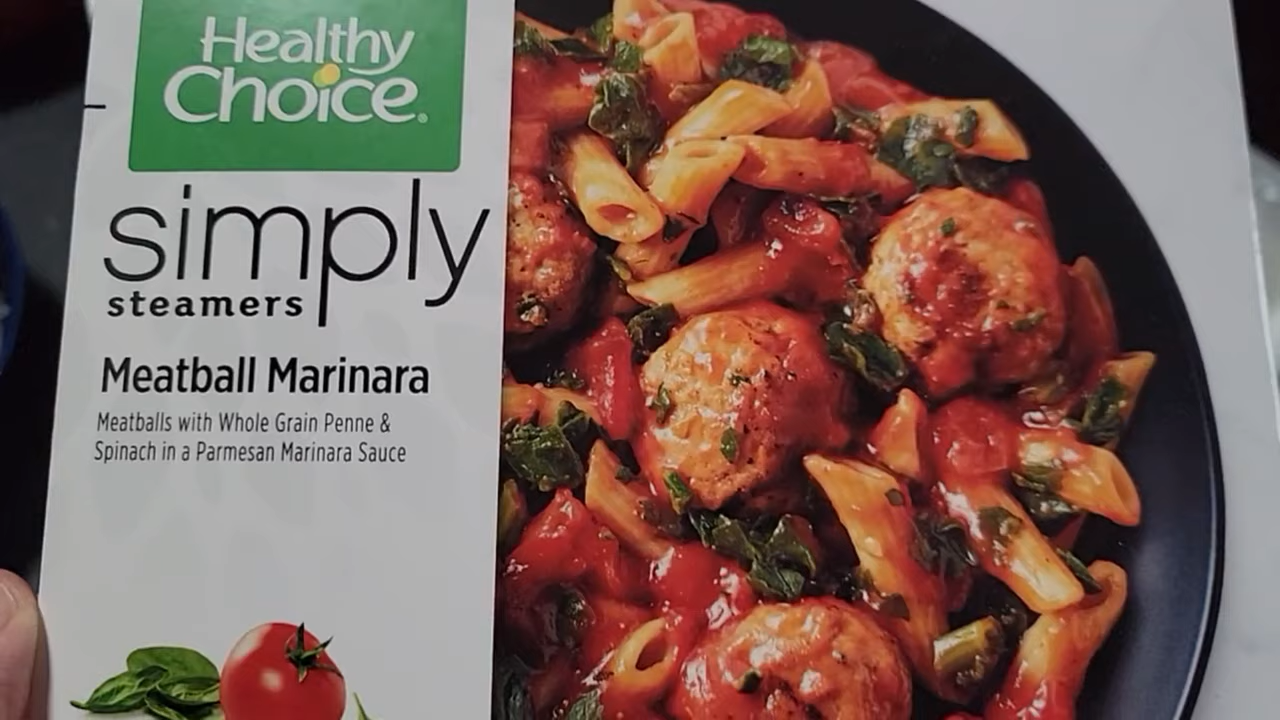 Healthy
Choice®
simply
steamers
Meatball Marinara
Meatballs with Whole Grain Penne &
Spinach in a Parmesan Marinara Sauce